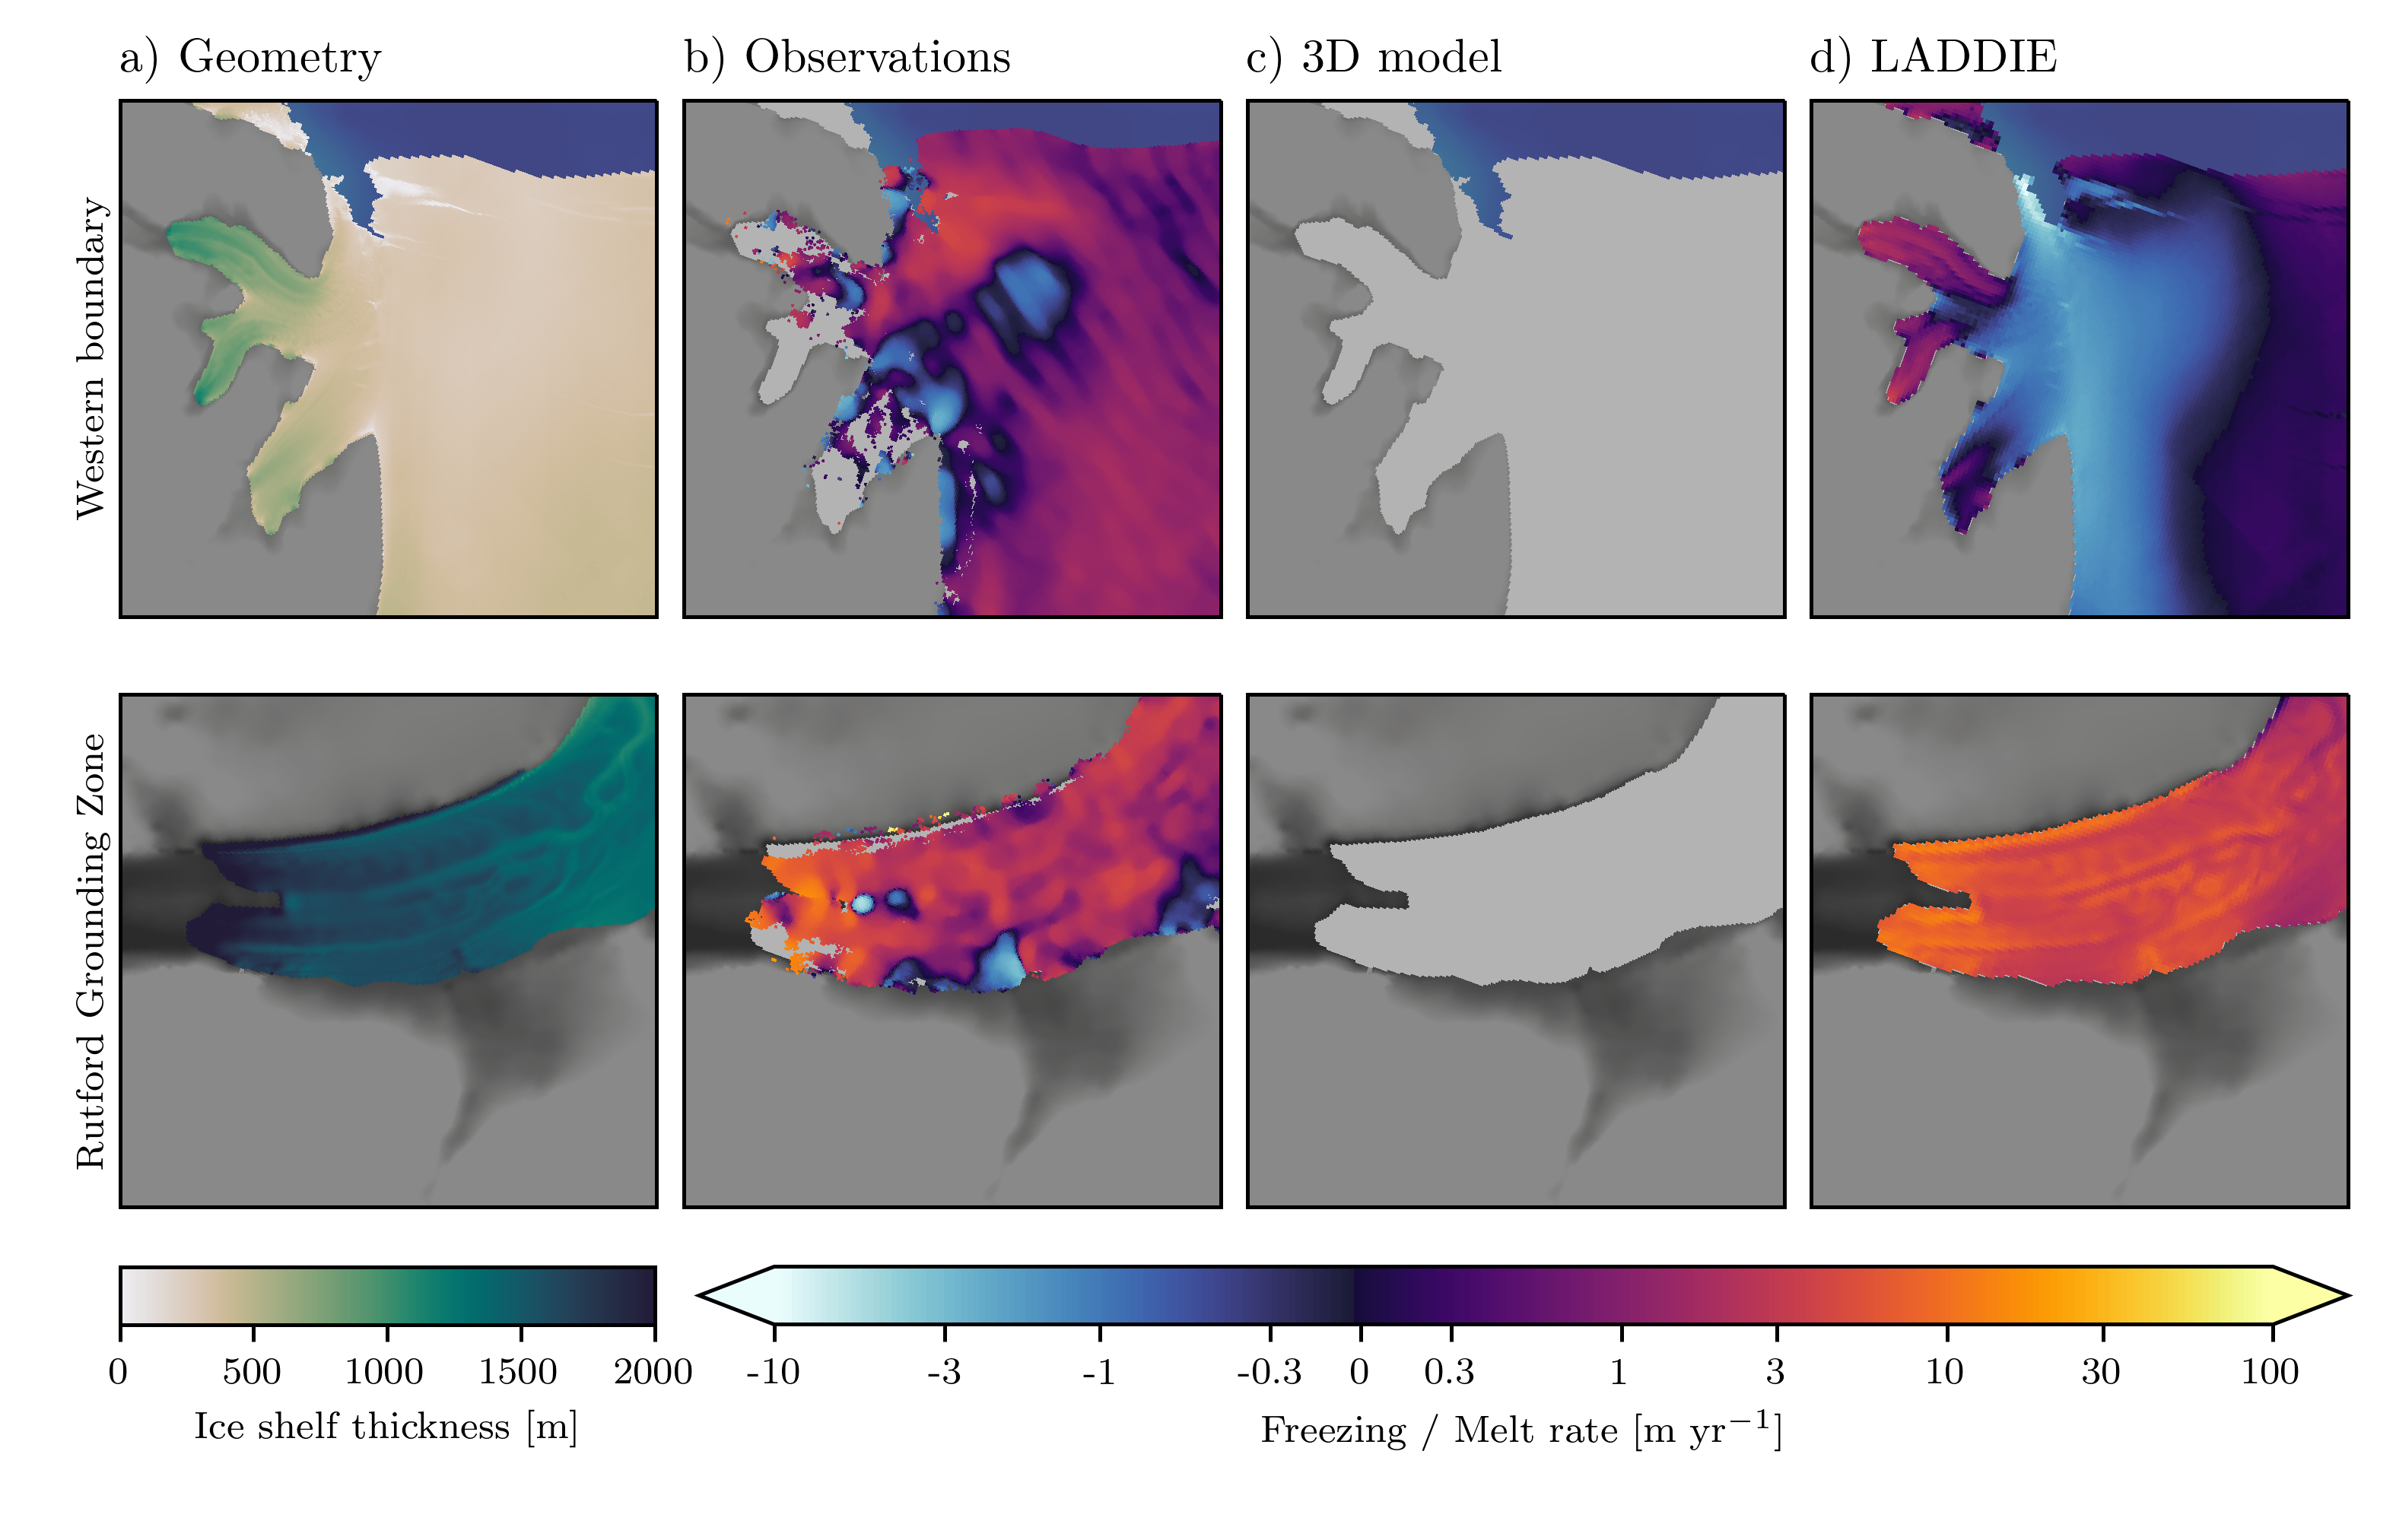 a) Geometry
b) Observations
c) 3D model
d) LADDIE
Western boundary
Rutford Grounding Zone
0 500 1000 1500 2000
Ice shelf thickness [m]
-10 -3 -1 -0.3 0 0.3 1 3 10 30 100
Freezing / Melt rate [m yr⁻¹]